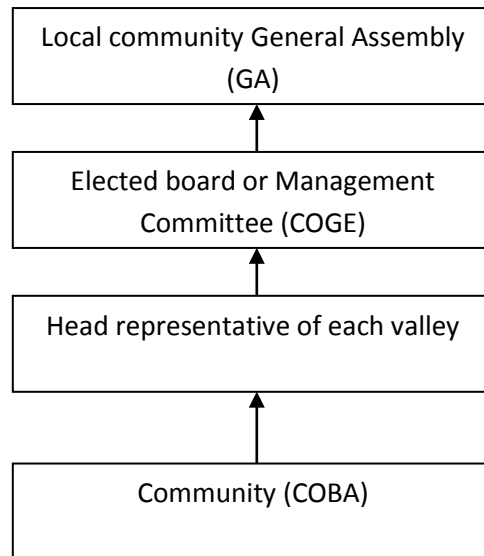 Local community General Assembly
(GA)
Elected board or Management
Committee (COGE)
Head representative of each valley
Community (COBA)